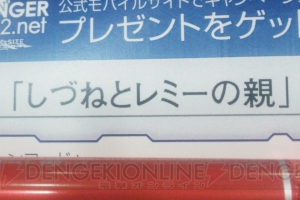 NGER
公式モバイルサイトとキャン
2.net
プレゼントをゲッ
「しづねとレミーの親」
DENGEKIONLINE